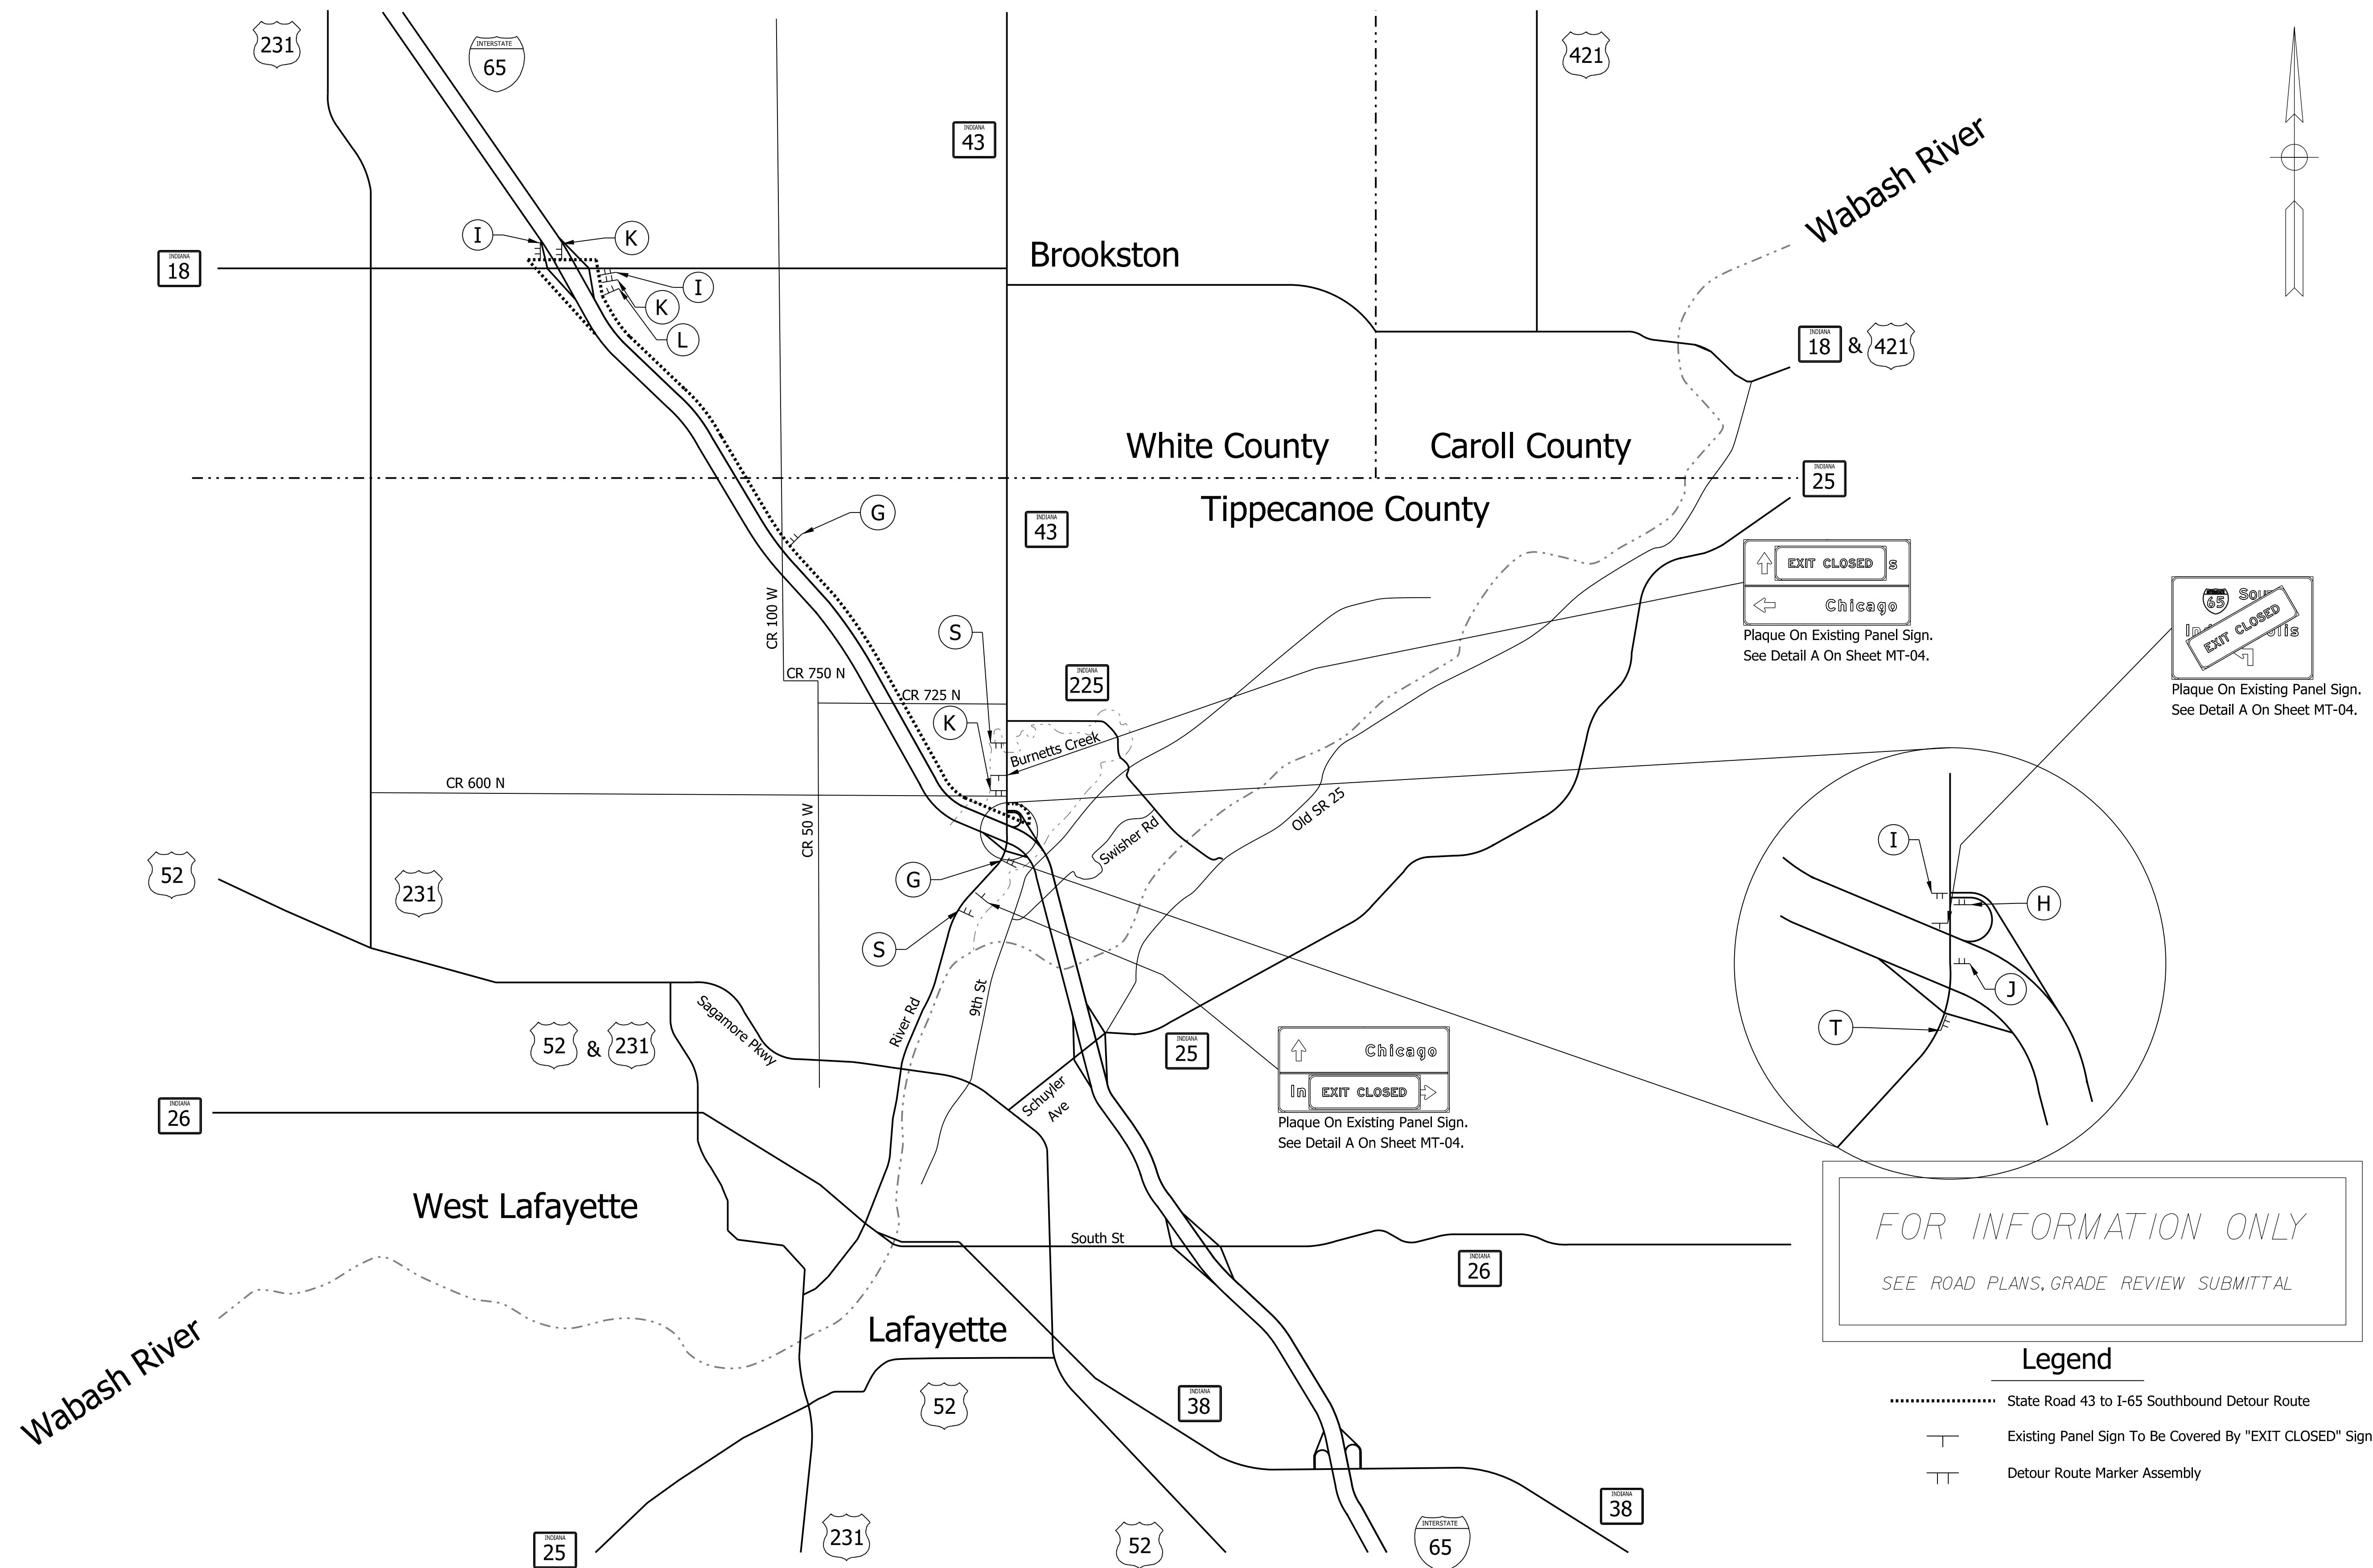 231
INTERSTATE
65
421
INDIANA
43
Wabash River
I
K
INDIANA
18
Brookston
I
K
L
INDIANA
18
&
421
White County
Caroll County
INDIANA
25
Tippecanoe County
G
INDIANA
43
EXIT CLOSED s
Chicago
Plaque On Existing Panel Sign.
See Detail A On Sheet MT-04.
65 Sou
In olis
EXIT CLOSED
Plaque On Existing Panel Sign.
See Detail A On Sheet MT-04.
CR 100 W
S
CR 750 N
INDIANA
225
CR 725 N
K
Burnetts Creek
CR 600 N
CR 50 W
Swisher Rd
Old SR 25
I
H
J
T
52
231
G
S
River Rd
9th St
Sagamore Pkwy
52
&
231
INDIANA
25
Schuyler
Ave
Chicago
In EXIT CLOSED
Plaque On Existing Panel Sign.
See Detail A On Sheet MT-04.
INDIANA
26
West Lafayette
South St
INDIANA
26
FOR INFORMATION ONLY
SEE ROAD PLANS, GRADE REVIEW SUBMITTAL
Lafayette
Wabash River
52
INDIANA
38
Legend
State Road 43 to I-65 Southbound Detour Route
Existing Panel Sign To Be Covered By "EXIT CLOSED" Sign
Detour Route Marker Assembly
INDIANA
38
INDIANA
25
231
52
INTERSTATE
65